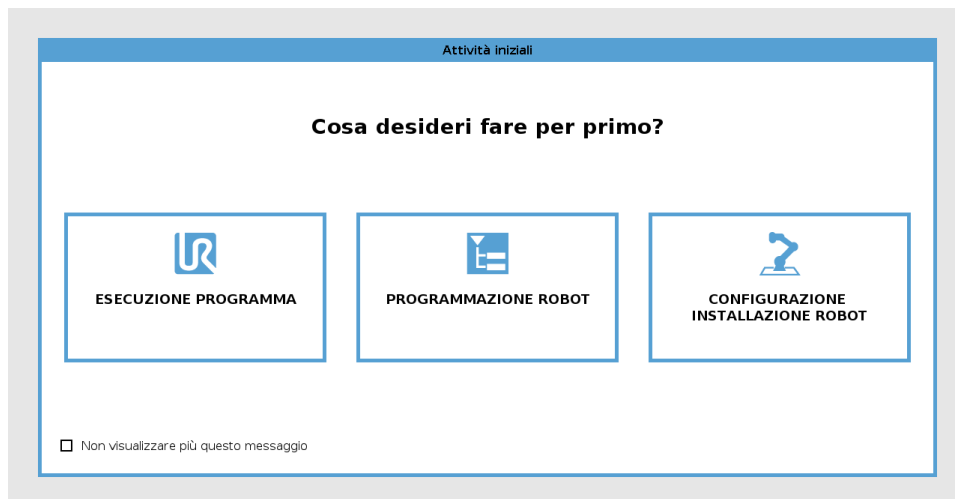 Attività iniziali
Cosa desideri fare per primo?
UR
ESECUZIONE PROGRAMMA
PROGRAMMAZIONE ROBOT
CONFIGURAZIONE
INSTALLAZIONE ROBOT
Non visualizzare più questo messaggio